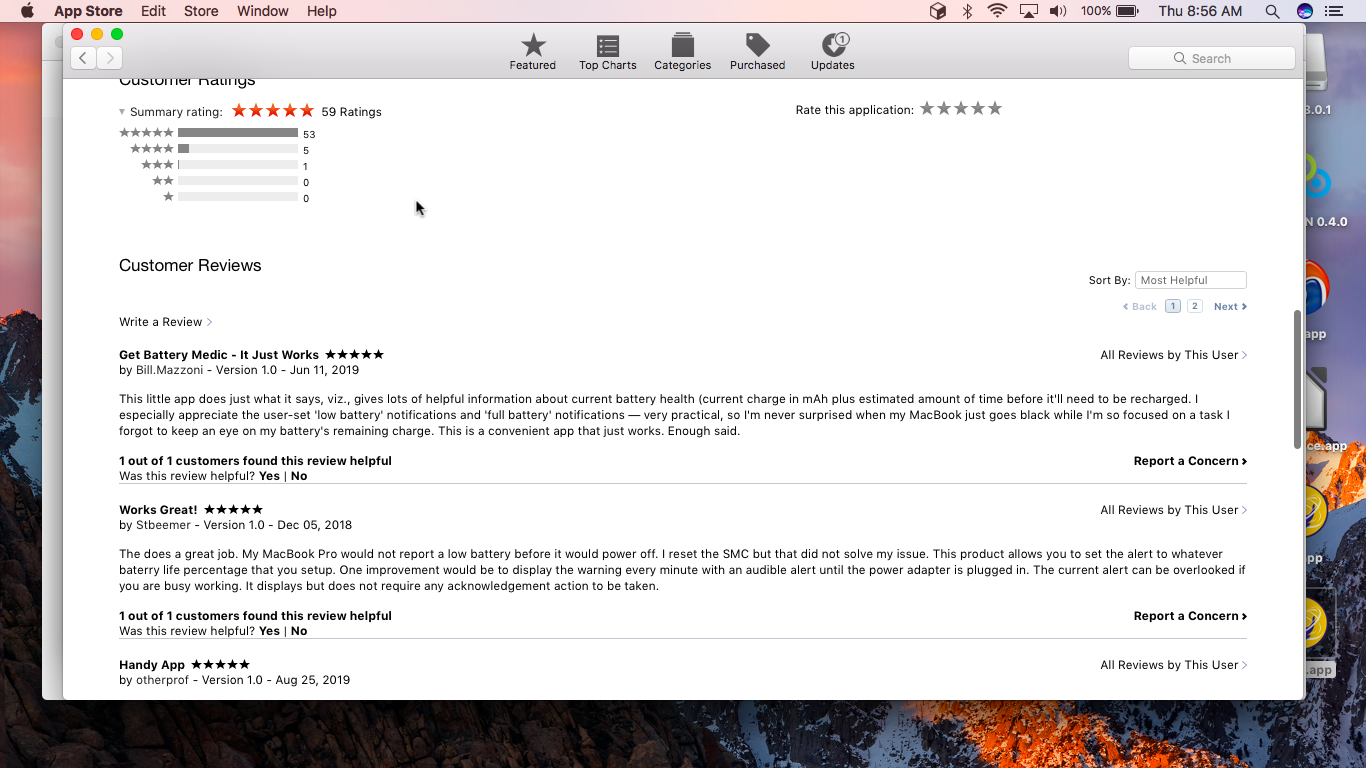 App Store Edit Store Window Help 100% Thu 8:56 AM
Featured Top Charts Categories Purchased Updates 1
Search
Customer Ratings
Summary rating: 59 Ratings
Rate this application:
53
5
1
0
0
Customer Reviews
Sort By: Most Helpful
Back 1 2 Next
Write a Review
Get Battery Medic - It Just Works
All Reviews by This User
by Bill.Mazzoni - Version 1.0 - Jun 11, 2019
This little app does just what it says, viz., gives lots of helpful information about current battery health (current charge in mAh plus estimated amount of time before it'll need to be recharged. I
especially appreciate the user-set 'low battery' notifications and 'full battery' notifications — very practical, so I'm never surprised when my MacBook just goes black while I'm so focused on a task I
forgot to keep an eye on my battery's remaining charge. This is a convenient app that just works. Enough said.
1 out of 1 customers found this review helpful
Report a Concern
Was this review helpful? Yes | No
Works Great!
All Reviews by This User
by Stbeemer - Version 1.0 - Dec 05, 2018
The does a great job. My MacBook Pro would not report a low battery before it would power off. I reset the SMC but that did not solve my issue. This product allows you to set the alert to whatever
baterry life percentage that you setup. One improvement would be to display the warning every minute with an audible alert until the power adapter is plugged in. The current alert can be overlooked if
you are busy working. It displays but does not require any acknowledgement action to be taken.
1 out of 1 customers found this review helpful
Report a Concern
Was this review helpful? Yes | No
Handy App
All Reviews by This User
by otherprof - Version 1.0 - Aug 25, 2019
8.0.1
N 0.4.0
app
ce.app
pp
.app